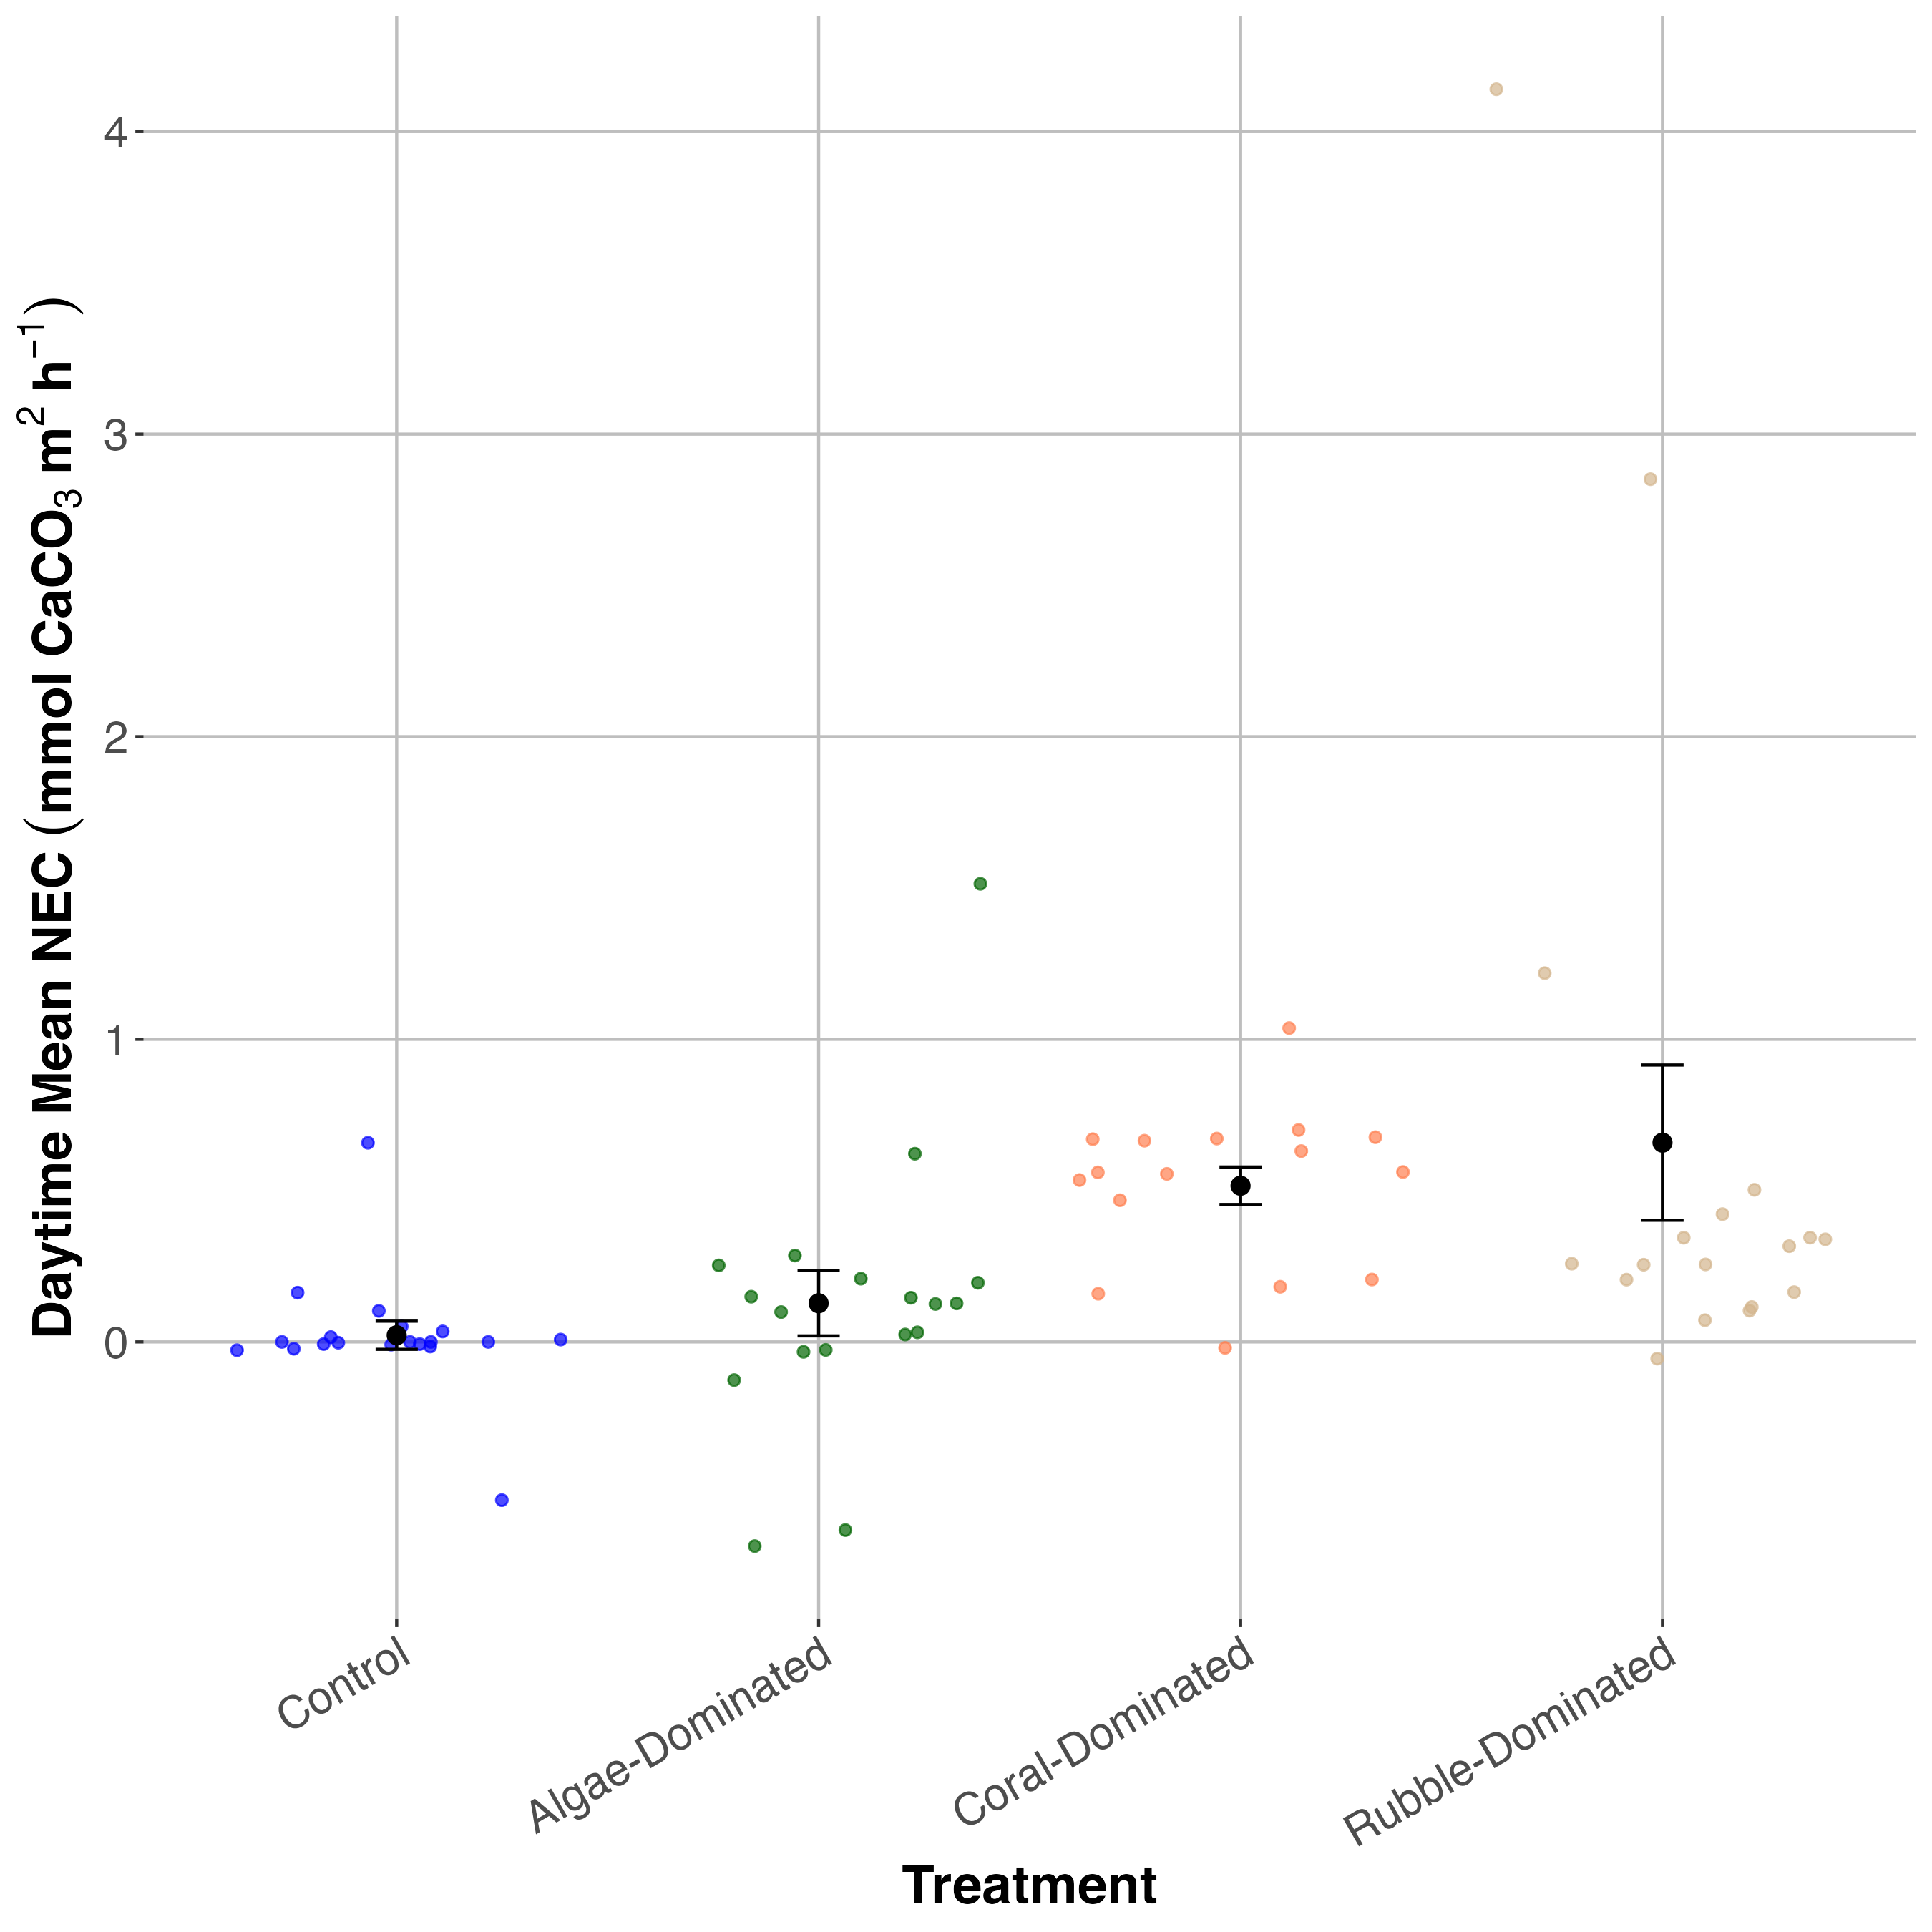 Daytime Mean NEC (mmol CaCO₃ m² h⁻¹)
4
3
2
1
0
Control
Algae-Dominated
Coral-Dominated
Rubble-Dominated
Treatment